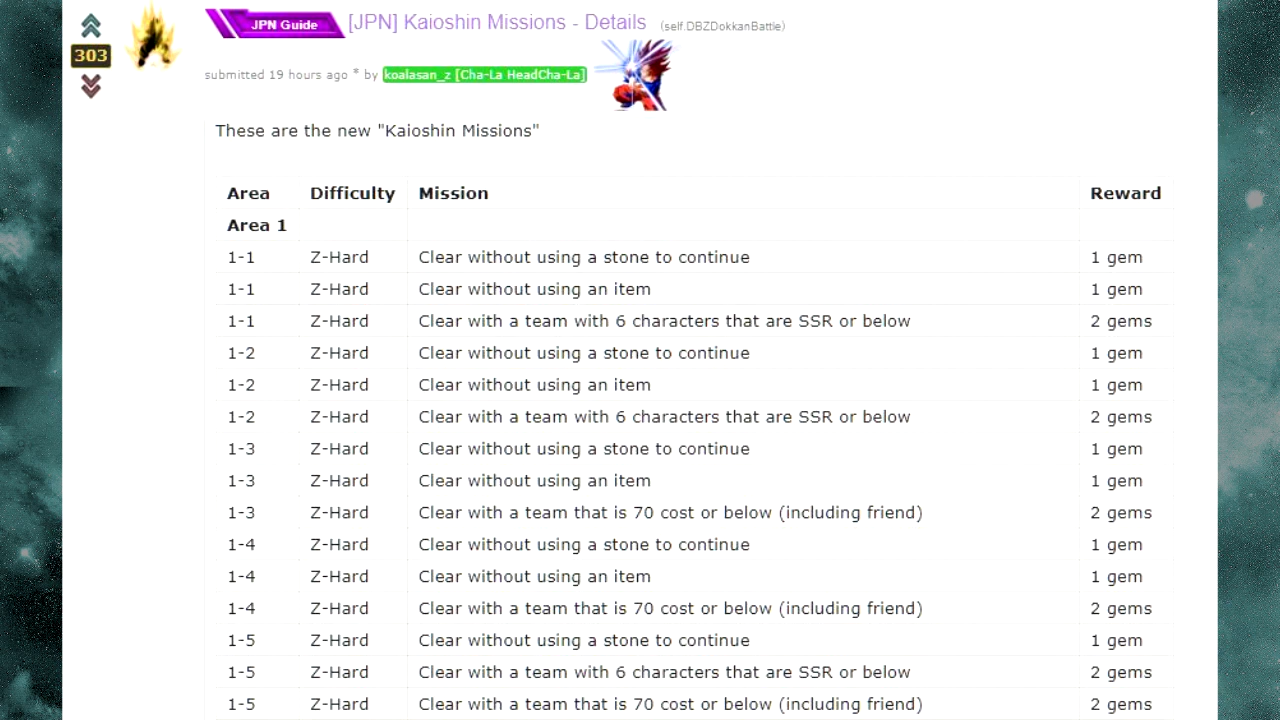 JPN Guide [JPN] Kaioshin Missions - Details (self.DBZDokkanBattle)
303
submitted 19 hours ago * by koalasan_z [Cha-La HeadCha-La]
These are the new "Kaioshin Missions"
Area Difficulty Mission Reward
Area 1
1-1 Z-Hard Clear without using a stone to continue 1 gem
1-1 Z-Hard Clear without using an item 1 gem
1-1 Z-Hard Clear with a team with 6 characters that are SSR or below 2 gems
1-2 Z-Hard Clear without using a stone to continue 1 gem
1-2 Z-Hard Clear without using an item 1 gem
1-2 Z-Hard Clear with a team with 6 characters that are SSR or below 2 gems
1-3 Z-Hard Clear without using a stone to continue 1 gem
1-3 Z-Hard Clear without using an item 1 gem
1-3 Z-Hard Clear with a team that is 70 cost or below (including friend) 2 gems
1-4 Z-Hard Clear without using a stone to continue 1 gem
1-4 Z-Hard Clear without using an item 1 gem
1-4 Z-Hard Clear with a team that is 70 cost or below (including friend) 2 gems
1-5 Z-Hard Clear without using a stone to continue 1 gem
1-5 Z-Hard Clear with a team with 6 characters that are SSR or below 2 gems
1-5 Z-Hard Clear with a team that is 70 cost or below (including friend) 2 gems